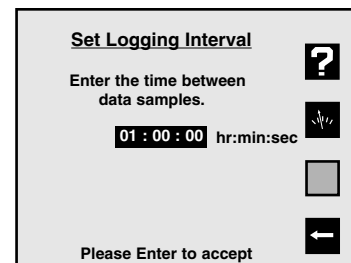 Set Logging Interval
Enter the time between
data samples.
01 : 00 : 00 hr:min:sec
Please Enter to accept
?